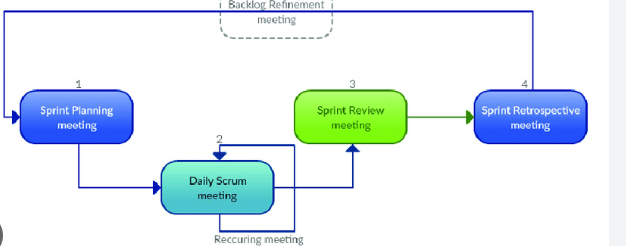 Backlog Refinement
meeting
1
Sprint Planning
meeting
2
Daily Scrum
meeting
Reccuring meeting
3
Sprint Review
meeting
4
Sprint Retrospective
meeting